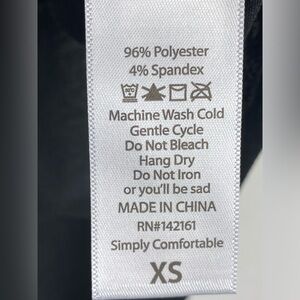 96% Polyester
4% Spandex
Machine Wash Cold
Gentle Cycle
Do Not Bleach
Hang Dry
Do Not Iron
or you'll be sad
MADE IN CHINA
RN#142161
Simply Comfortable
XS